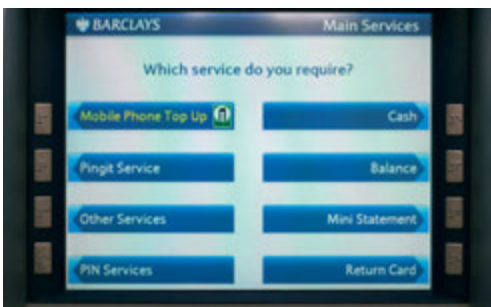 BARCLAYS Main Services
Which service do you require?
Mobile Phone Top Up Cash
Pingit Service Balance
Other Services Mini Statement
PIN Services Return Card